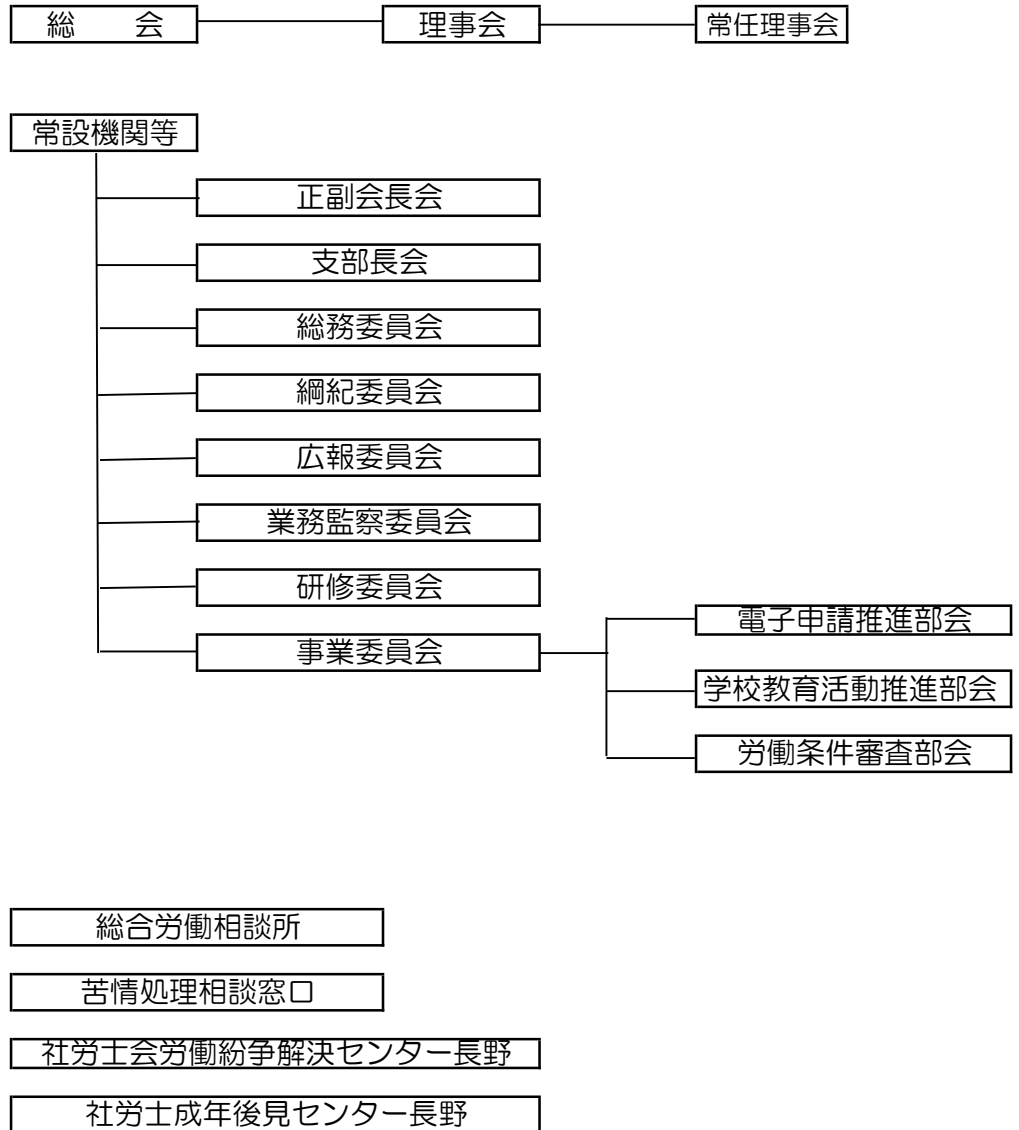 総　会
理事会
常任理事会
常設機関等
正副会長会
支部長会
総務委員会
綱紀委員会
広報委員会
業務監察委員会
研修委員会
事業委員会
電子申請推進部会
学校教育活動推進部会
労働条件審査部会
総合労働相談所
苦情処理相談窓口
社労士会労働紛争解決センター長野
社労士成年後見センター長野